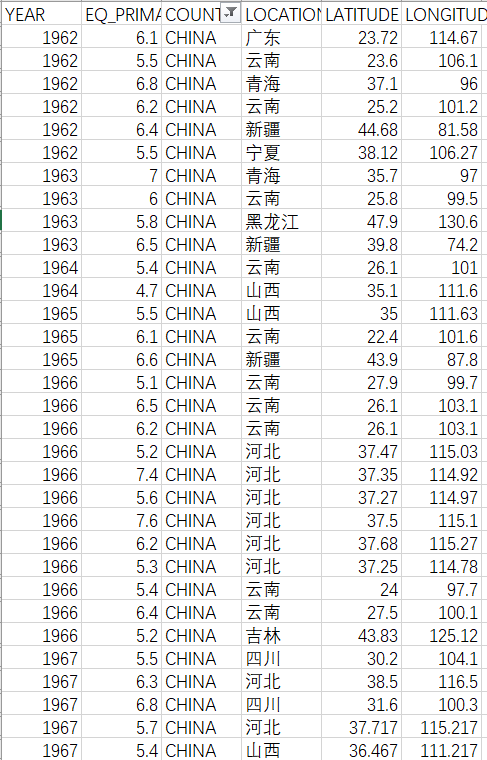 YEAR EQ_PRIMA COUNT LOCATION LATITUDE LONGITUD
1962 6.1 CHINA 广东 23.72 114.67
1962 5.5 CHINA 云南 23.6 106.1
1962 6.8 CHINA 青海 37.1 96
1962 6.2 CHINA 云南 25.2 101.2
1962 6.4 CHINA 新疆 44.68 81.58
1962 5.5 CHINA 宁夏 38.12 106.27
1963 7 CHINA 青海 35.7 97
1963 6 CHINA 云南 25.8 99.5
1963 5.8 CHINA 黑龙江 47.9 130.6
1963 6.5 CHINA 新疆 39.8 74.2
1964 5.4 CHINA 云南 26.1 101
1964 4.7 CHINA 山西 35.1 111.6
1965 5.5 CHINA 山西 35 111.63
1965 6.1 CHINA 云南 22.4 101.6
1965 6.6 CHINA 新疆 43.9 87.8
1966 5.1 CHINA 云南 27.9 99.7
1966 6.5 CHINA 云南 26.1 103.1
1966 6.2 CHINA 云南 26.1 103.1
1966 5.2 CHINA 河北 37.47 115.03
1966 7.4 CHINA 河北 37.35 114.92
1966 5.6 CHINA 河北 37.27 114.97
1966 7.6 CHINA 河北 37.5 115.1
1966 6.2 CHINA 河北 37.68 115.27
1966 5.3 CHINA 河北 37.25 114.78
1966 5.4 CHINA 云南 24 97.7
1966 6.4 CHINA 云南 27.5 100.1
1966 5.2 CHINA 吉林 43.83 125.12
1967 5.5 CHINA 四川 30.2 104.1
1967 6.3 CHINA 河北 38.5 116.5
1967 6.8 CHINA 四川 31.6 100.3
1967 5.7 CHINA 河北 37.717 115.217
1967 5.4 CHINA 山西 36.467 111.217